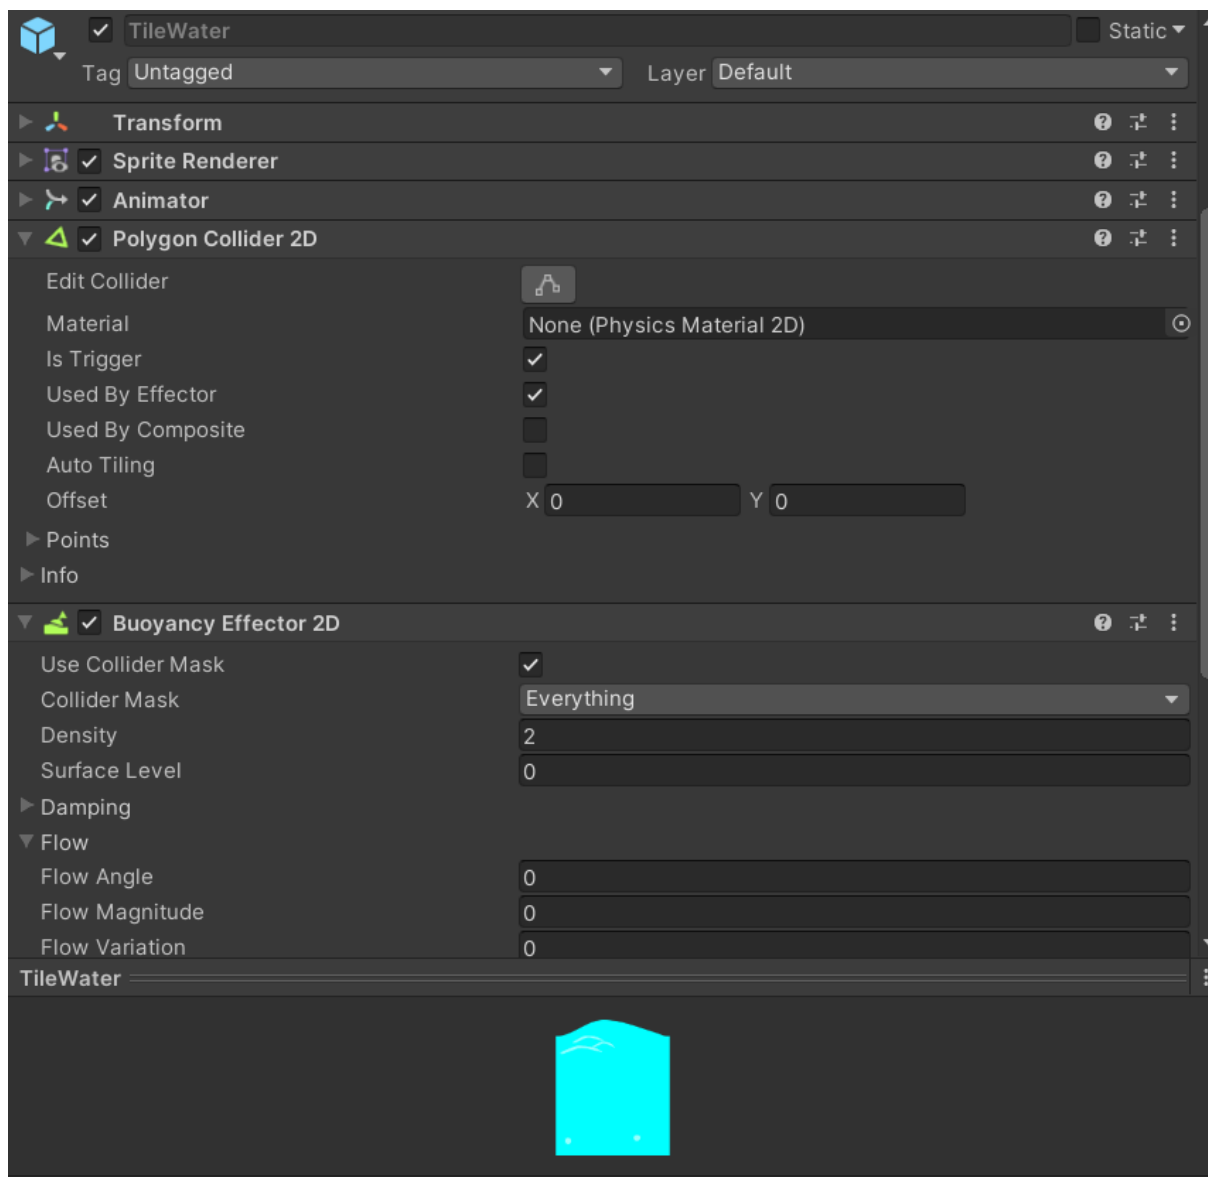 TileWater Static
Tag Untagged Layer Default
Transform
Sprite Renderer
Animator
Polygon Collider 2D
Edit Collider
Material None (Physics Material 2D)
Is Trigger
Used By Effector
Used By Composite
Auto Tiling
Offset X 0 Y 0
Points
Info
Buoyancy Effector 2D
Use Collider Mask
Collider Mask Everything
Density 2
Surface Level 0
Damping
Flow
Flow Angle 0
Flow Magnitude 0
Flow Variation 0
TileWater